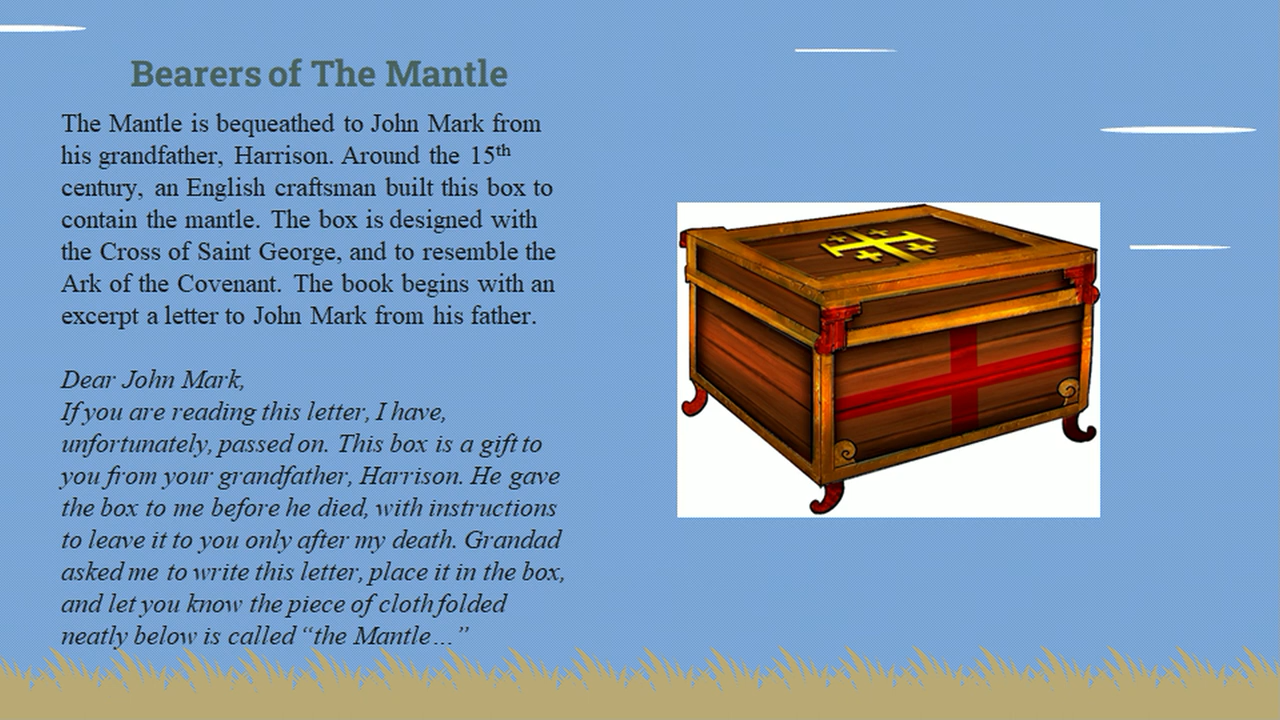 Bearers of The Mantle
The Mantle is bequeathed to John Mark from
his grandfather, Harrison. Around the 15th
century, an English craftsman built this box to
contain the mantle. The box is designed with
the Cross of Saint George, and to resemble the
Ark of the Covenant. The book begins with an
excerpt a letter to John Mark from his father.
Dear John Mark,
If you are reading this letter, I have,
unfortunately, passed on. This box is a gift to
you from your grandfather, Harrison. He gave
the box to me before he died, with instructions
to leave it to you only after my death. Grandad
asked me to write this letter, place it in the box,
and let you know the piece of cloth folded
neatly below is called “the Mantle…”